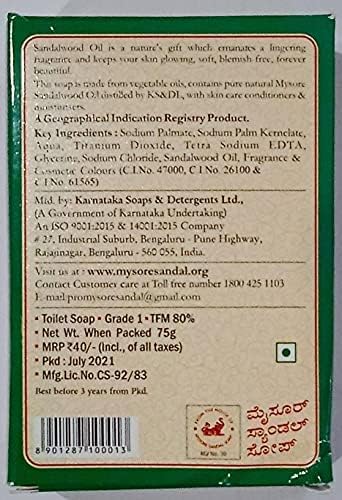 Sandalwood Oil is a nature's gift which emanates a lingering
fragrance and keeps your skin glowing, soft, blemish free, forever
beautiful.
This soap is made from vegetable oils, contains pure natural Mysore
Sandalwood Oil distilled by KS&DL, with skin care conditioners &
moisturisers.
A Geographical Indication Registry Product.
Key Ingredients : Sodium Palmate, Sodium Palm Kernelate,
Aqua, Titanium Dioxide, Tetra Sodium EDTA,
Glycerine, Sodium Chloride, Sandalwood Oil, Fragrance &
Cosmetic Colours (C.I.No. 47000, C.I.No 26100 &
C.I No. 61565)
Mfd. by: Karnataka Soaps & Detergents Ltd.,
(A Government of Karnataka Undertaking)
An ISO 9001:2015 & 14001:2015 Company
# 27, Industrial Suburb, Bengaluru - Pune Highway,
Rajajinagar, Bengaluru - 560 055, India.
Visit us at : www.mysoresandal.org
Contact Customer care at Toll free number 1800 425 1103
E-mail promysoresandal@gmail.com
• Toilet Soap • Grade 1 • TFM 80%
• Net Wt. When Packed 75g
• MRP ₹40/- (Incl., of all taxes)
• Pkd : July 2021
• Mfg.Lic.No.CS-92/83
Best before 3 years from Pkd.
8 901287 100013
ಮೈಸೂರ್
ಸ್ಯಾಂಡಲ್
ಸೋಪ್